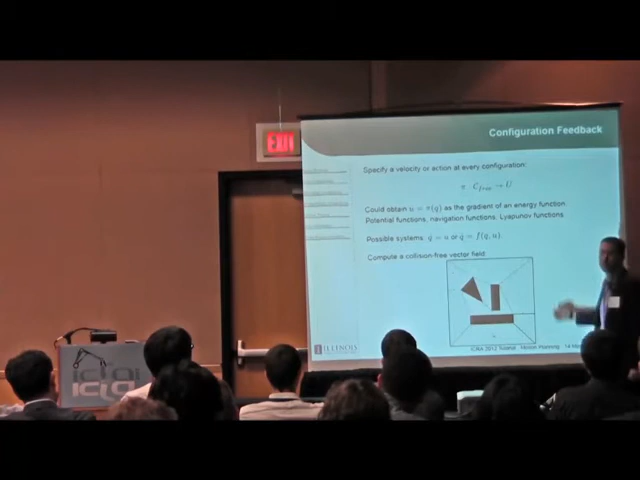 Configuration Feedback
EXIT
Specify a velocity or action at every configuration:
π : C_free → U
Could obtain u = π(q) as the gradient of an energy function.
Potential functions, navigation functions, Lyapunov functions
Possible systems: q̇ = u or q̇ = f(q, u).
Compute a collision-free vector field:
ILLINOIS
ICRA 2012 Tutorial - Motion Planning - 14 M
icra